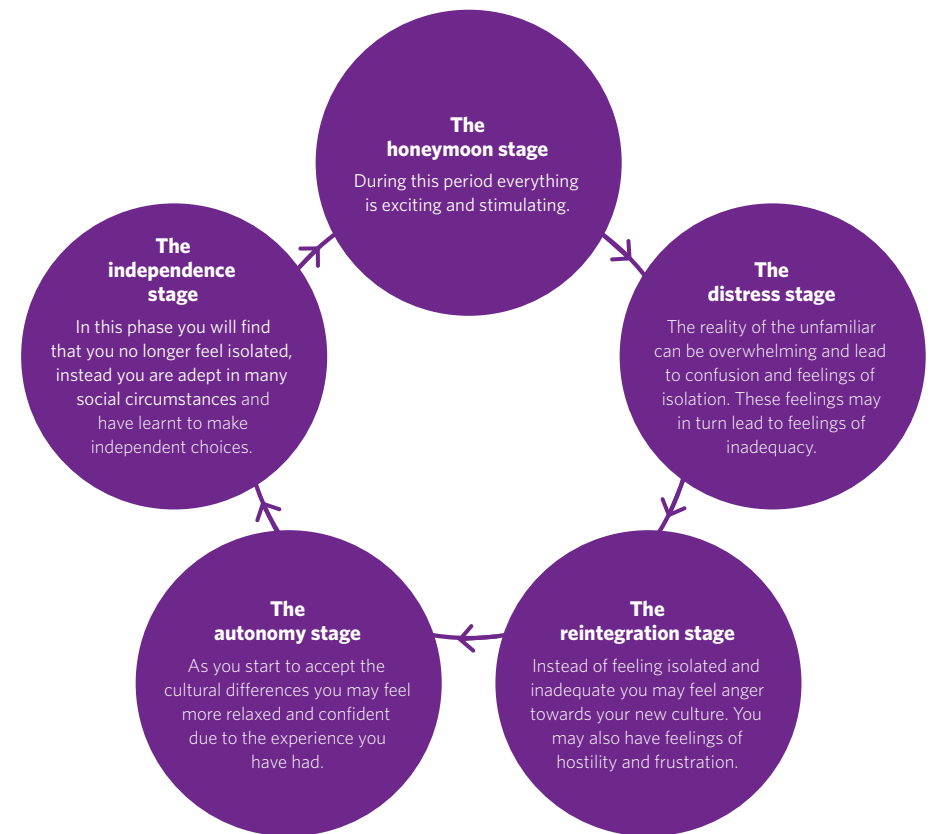 The
honeymoon stage
During this period everything
is exciting and stimulating.
The
distress stage
The reality of the unfamiliar
can be overwhelming and lead
to confusion and feelings of
isolation. These feelings may
in turn lead to feelings of
inadequacy.
The
reintegration stage
Instead of feeling isolated and
inadequate you may feel anger
towards your new culture. You
may also have feelings of
hostility and frustration.
The
autonomy stage
As you start to accept the
cultural differences you may feel
more relaxed and confident
due to the experience you
have had.
The
independence
stage
In this phase you will find
that you no longer feel isolated,
instead you are adept in many
social circumstances and
have learnt to make
independent choices.